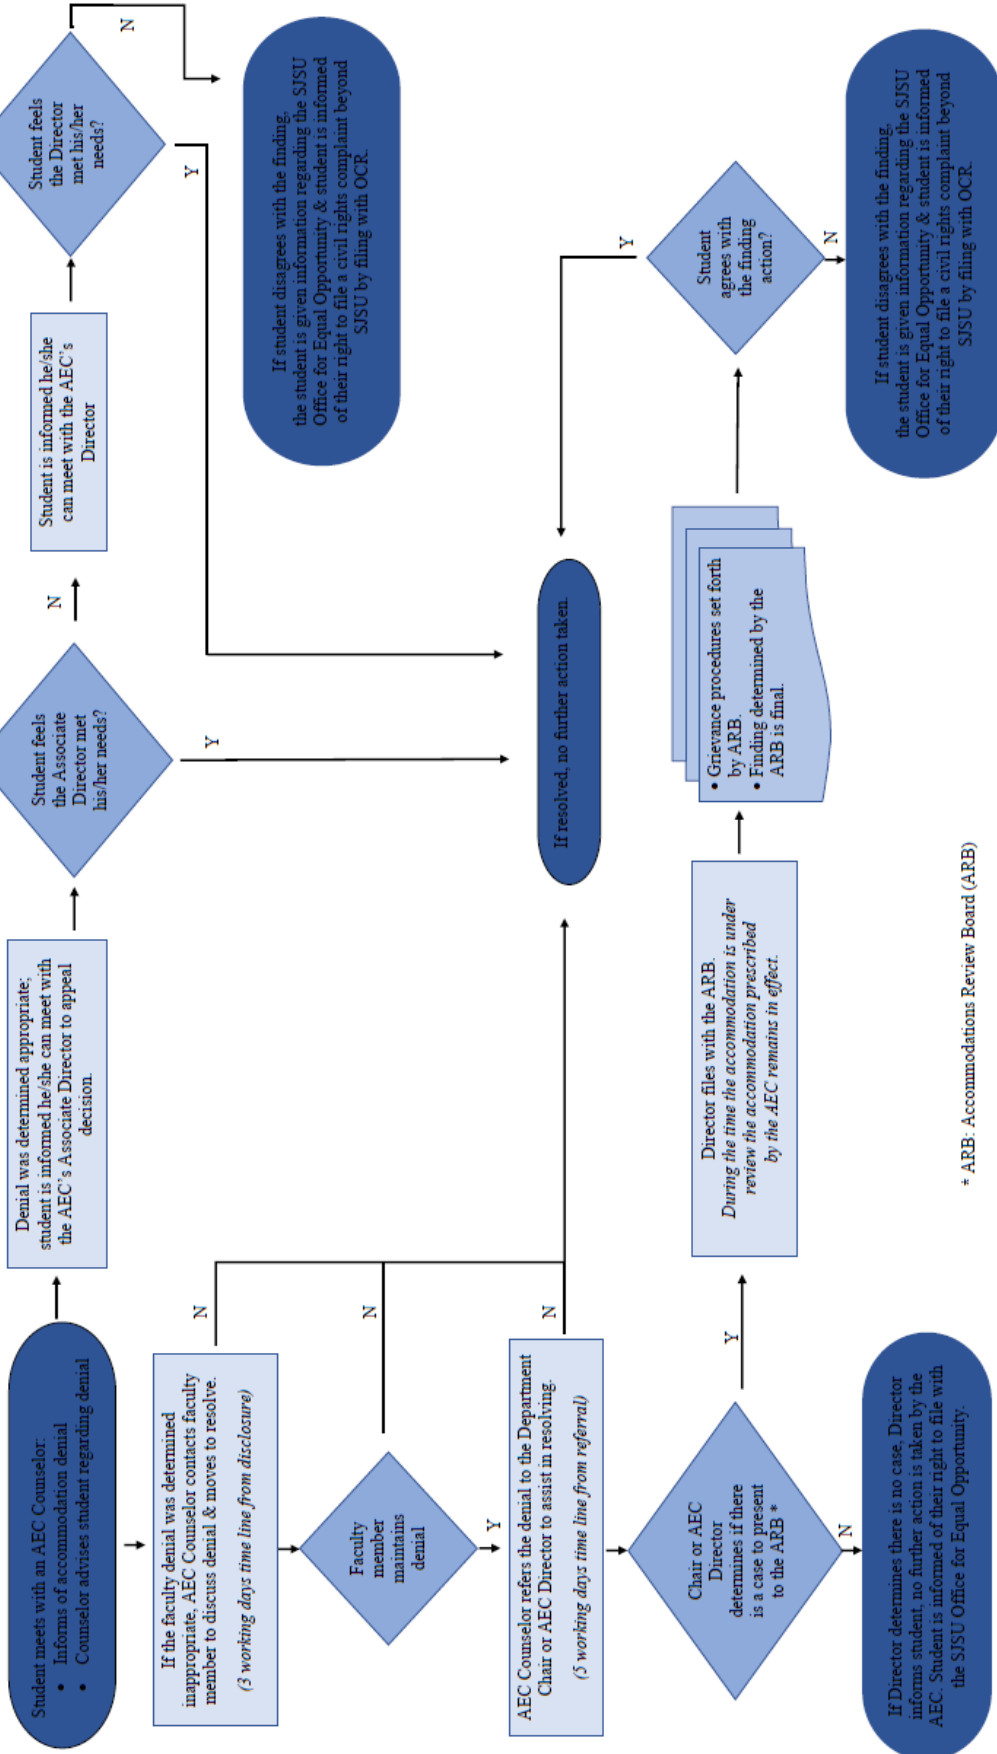 Student meets with an AEC Counselor:
• Informs of accommodation denial
• Counselor advises student regarding denial
Denial was determined appropriate;
student is informed he/she can meet with
the AEC's Associate Director to appeal
decision.
Student feels
the Associate
Director met
his/her needs?
N
Y
Student is informed he/she
can meet with the AEC's
Director
Student feels
the Director
met his/her
needs?
N
Y
If student disagrees with the finding,
the student is given information regarding the SJSU
Office for Equal Opportunity & student is informed
of their right to file a civil rights complaint beyond
SJSU by filing with OCR.
If the faculty denial was determined
inappropriate, AEC Counselor contacts faculty
member to discuss denial & moves to resolve.
(3 working days time line from disclosure)
N
Faculty
member
maintains
denial
N
Y
AEC Counselor refers the denial to the Department
Chair or AEC Director to assist in resolving.
(5 working days time line from referral)
N
If resolved, no further action taken.
Chair or AEC
Director
determines if there
is a case to present
to the ARB *
Y
N
Director files with the ARB.
During the time the accommodation is under
review the accommodation prescribed
by the AEC remains in effect.
• Grievance procedures set forth
by ARB.
• Finding determined by the
ARB is final.
Student
agrees with
the finding
action?
Y
N
If Director determines there is no case, Director
informs student, no further action is taken by the
AEC. Student is informed of their right to file with
the SJSU Office for Equal Opportunity.
If student disagrees with the finding,
the student is given information regarding the SJSU
Office for Equal Opportunity & student is informed
of their right to file a civil rights complaint beyond
SJSU by filing with OCR.
* ARB: Accommodations Review Board (ARB)